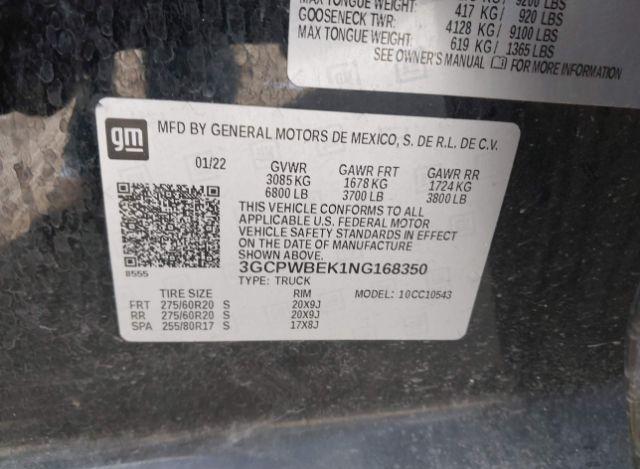 MAX TONGUE WEIGHT: 417 KG / 920 LBS
GOOSENECK TWR: 4128 KG / 9100 LBS
MAX TONGUE WEIGHT: 619 KG / 1365 LBS
SEE OWNER'S MANUAL FOR MORE INFORMATION
gm
MFD BY GENERAL MOTORS DE MEXICO, S. DE R.L. DE C.V.
01/22 GVWR GAWR FRT GAWR RR
3085 KG 1678 KG 1724 KG
6800 LB 3700 LB 3800 LB
THIS VEHICLE CONFORMS TO ALL
APPLICABLE U.S. FEDERAL MOTOR
VEHICLE SAFETY STANDARDS IN EFFECT
ON THE DATE OF MANUFACTURE
SHOWN ABOVE
8555
3GCPWBEK1NG168350
TYPE: TRUCK
TIRE SIZE RIM MODEL: 10CC10543
FRT 275/60R20 S 20X9J
RR 275/60R20 S 20X9J
SPA 255/80R17 S 17X8J